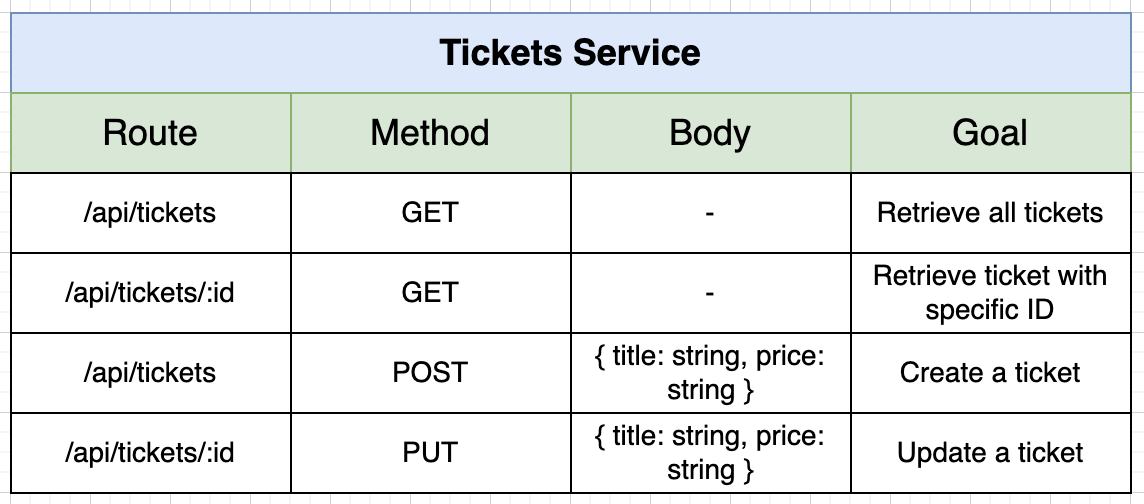 Tickets Service
Route Method Body Goal
/api/tickets GET - Retrieve all tickets
/api/tickets/:id GET - Retrieve ticket with
specific ID
/api/tickets POST { title: string, price:
string } Create a ticket
/api/tickets/:id PUT { title: string, price:
string } Update a ticket